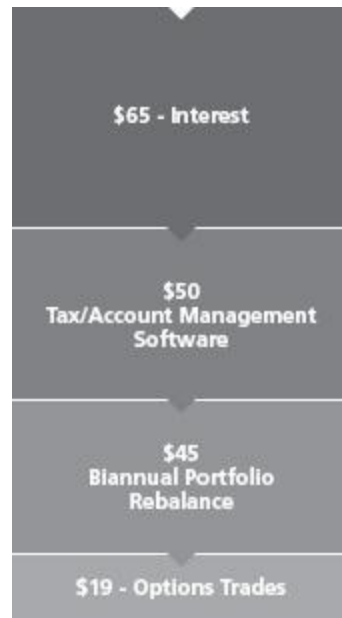 $65 - Interest
$50
Tax/Account Management
Software
$45
Biannual Portfolio
Rebalance
$19 - Options Trades